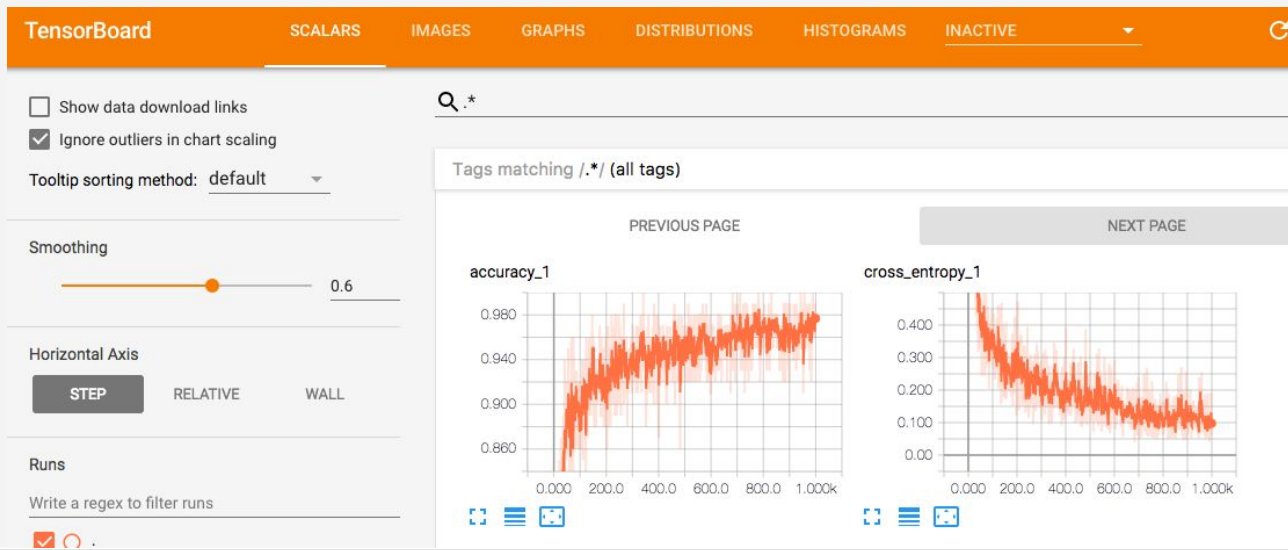 TensorBoard SCALARS IMAGES GRAPHS DISTRIBUTIONS HISTOGRAMS INACTIVE
Show data download links
Ignore outliers in chart scaling
Tooltip sorting method: default
Smoothing
0.6
Horizontal Axis
STEP RELATIVE WALL
Runs
Write a regex to filter runs
.
.*
Tags matching /.*/ (all tags)
PREVIOUS PAGE NEXT PAGE
accuracy_1
0.980
0.940
0.900
0.860
0.000 200.0 400.0 600.0 800.0 1.000k
cross_entropy_1
0.400
0.300
0.200
0.100
0.00
0.000 200.0 400.0 600.0 800.0 1.000k